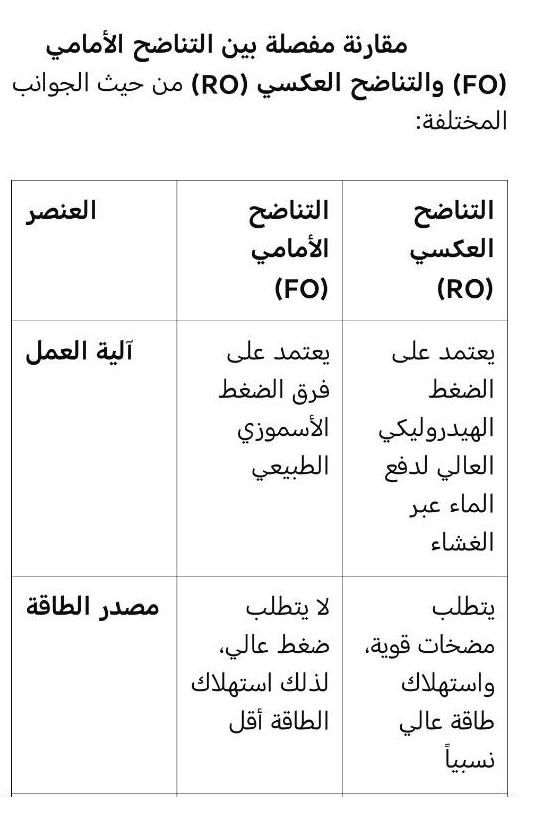 مقارنة مفصلة بين التناضح الأمامي
(FO) والتناضح العكسي (RO) من حيث الجوانب
المختلفة:
العنصر
التناضح
الأمامي
(FO)
التناضح
العكسي
(RO)
آلية العمل
يعتمد على
فرق الضغط
الأسموزي
الطبيعي
يعتمد على
الضغط
الهيدروليكي
العالي لدفع
الماء عبر
الغشاء
مصدر الطاقة
لا يتطلب
ضغط عالي،
لذلك استهلاك
الطاقة أقل
يتطلب
مضخات قوية،
واستهلاك
طاقة عالي
نسبياً